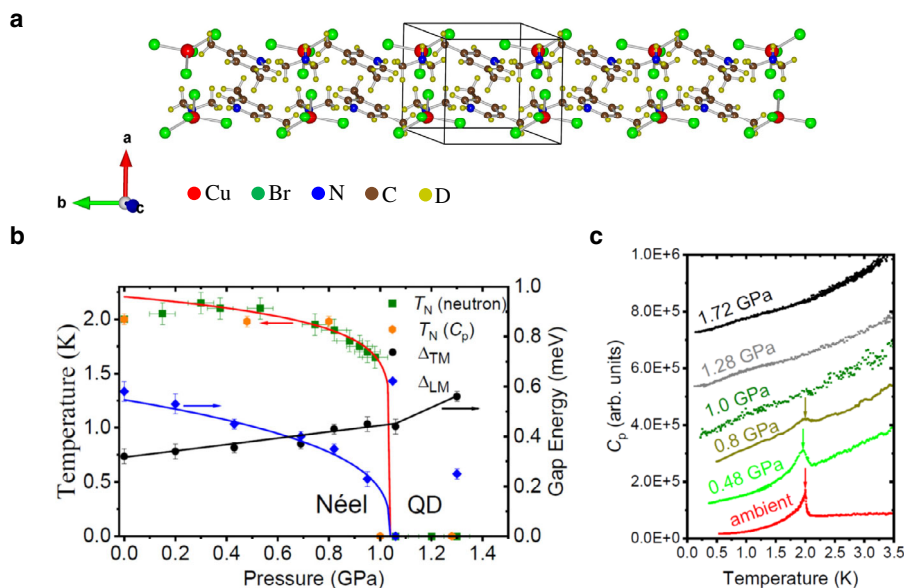 a
a
b
c
Cu Br N C D
b
Temperature (K)
2.0
1.5
1.0
0.5
0.0
0.0 0.2 0.4 0.6 0.8 1.0 1.2 1.4
Pressure (GPa)
1.0
0.8
0.6
0.4
0.2
0.0
Gap Energy (meV)
T_N (neutron)
T_N (C_p)
Δ_TM
Δ_LM
Néel QD
c
C_p (arb. units)
1.0E+6
8.0E+5
6.0E+5
4.0E+5
2.0E+5
0.0E+0
1.72 GPa
1.28 GPa
1.0 GPa
0.8 GPa
0.48 GPa
ambient
0.0 0.5 1.0 1.5 2.0 2.5 3.0 3.5
Temperature (K)